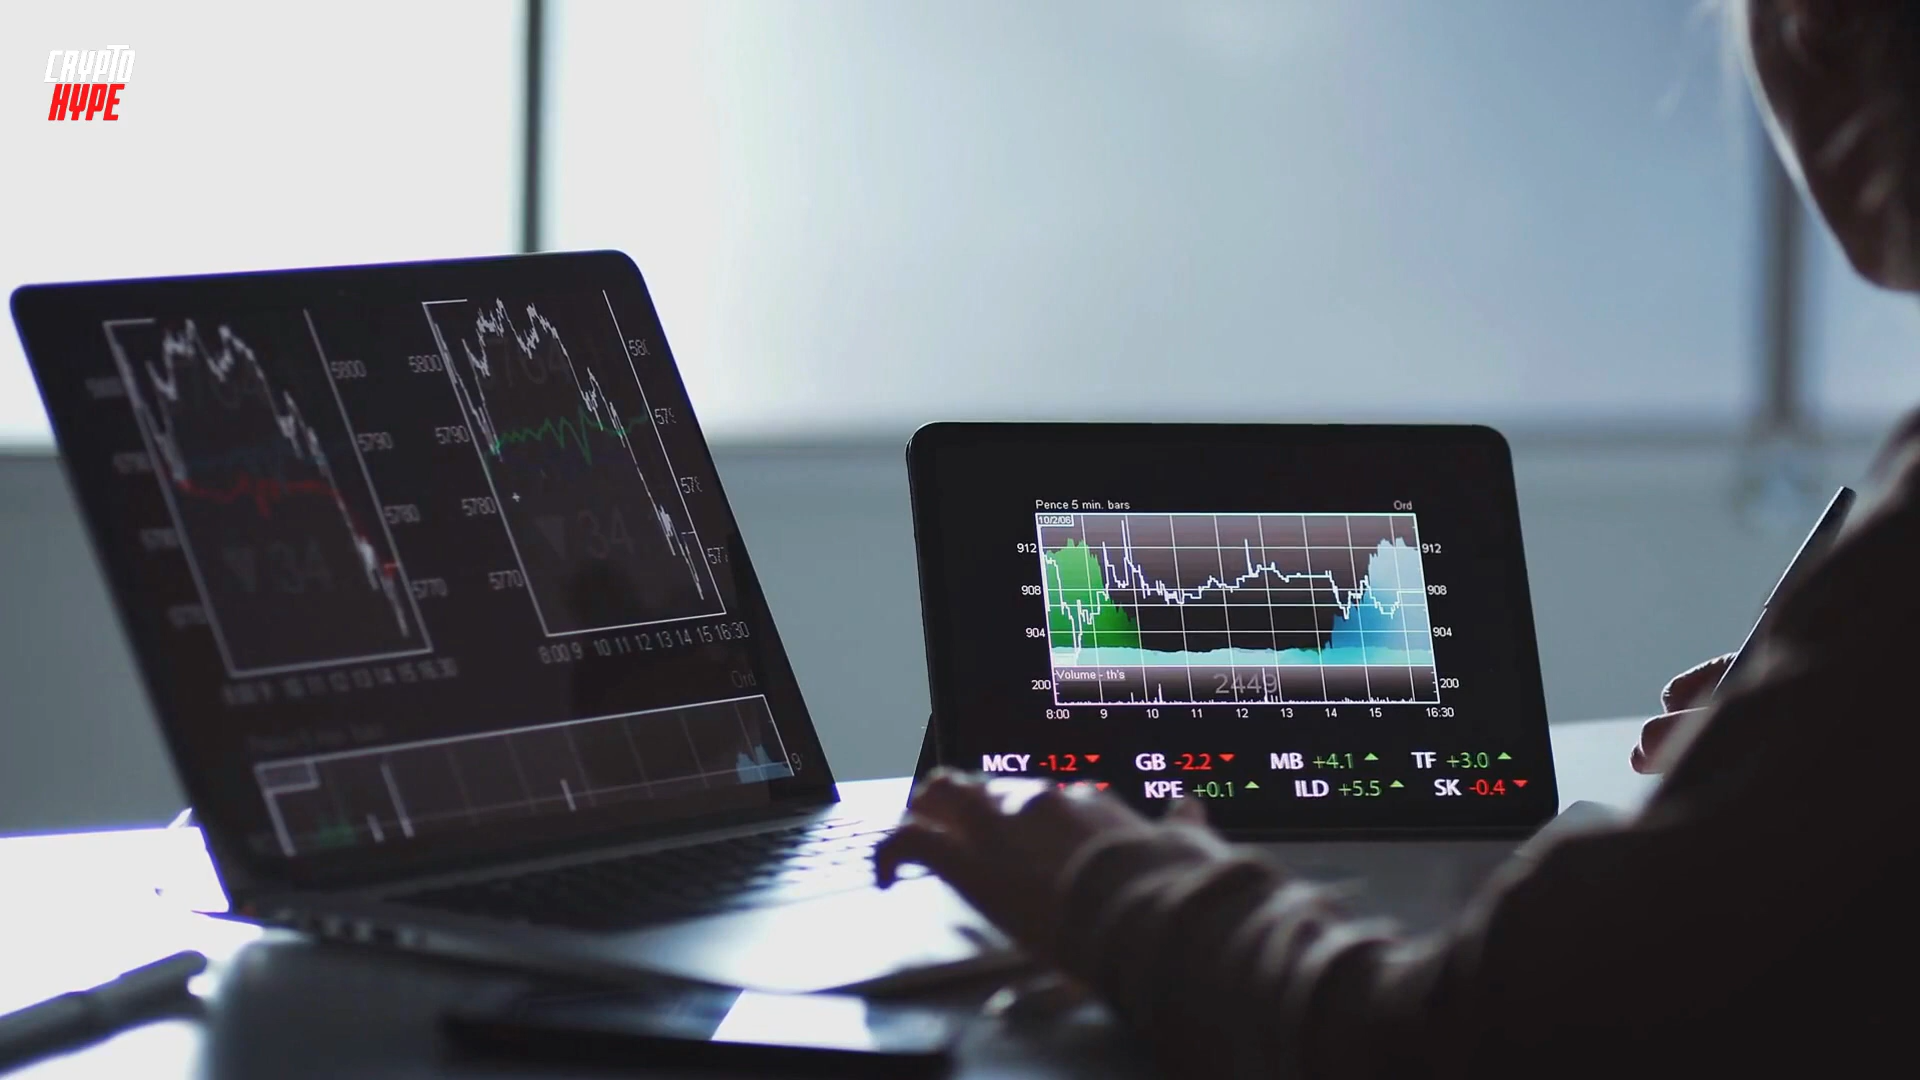 CRYPTO
HYPE
5800
5790
5780
5770
34
5800
5790
5780
5770
34
8:00 9 10 11 12 13 14 15 16:30
Ord
Pence 5 min. bars
Ord
10/2/06
912
912
908
908
904
904
Volume - th's
2449
200
200
8:00 9 10 11 12 13 14 15 16:30
MCY -1.2 GB -2.2 MB +4.1 TF +3.0
KPE +0.1 ILD +5.5 SK -0.4